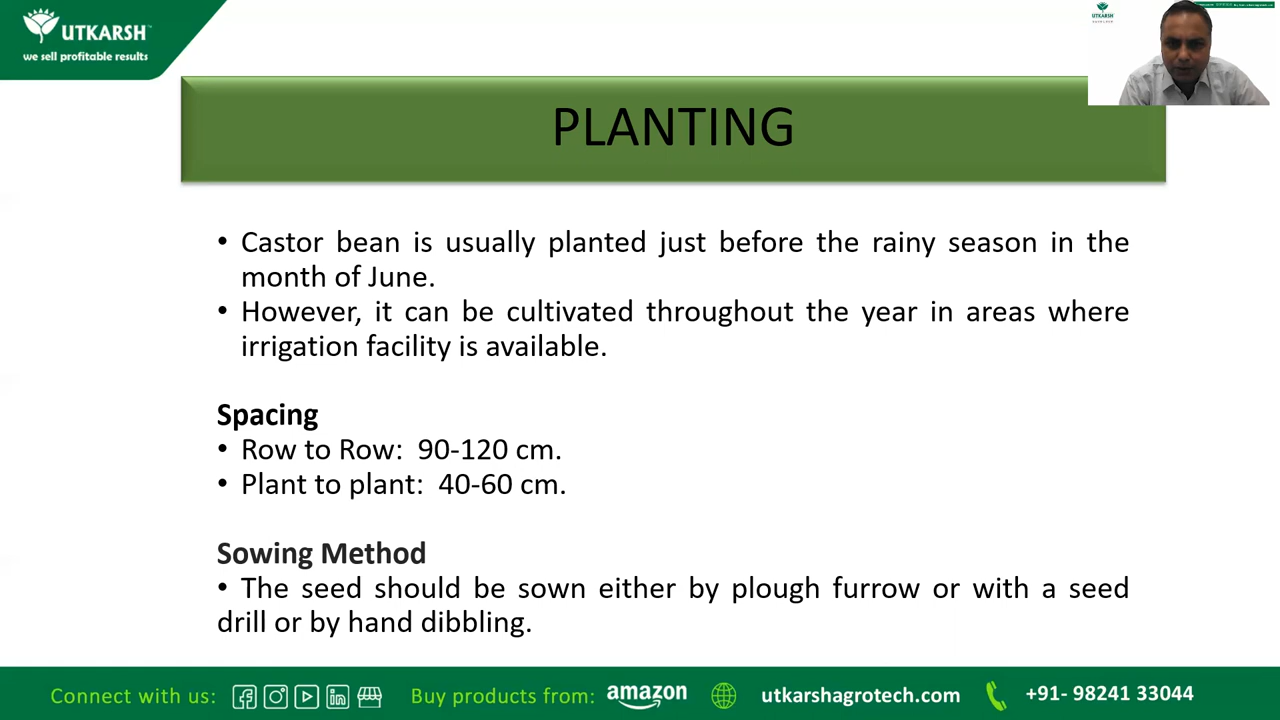 UTKARSH
we sell profitable results
UTKARSH
PLANTING
• Castor bean is usually planted just before the rainy season in the
month of June.
• However, it can be cultivated throughout the year in areas where
irrigation facility is available.
Spacing
• Row to Row: 90-120 cm.
• Plant to plant: 40-60 cm.
Sowing Method
• The seed should be sown either by plough furrow or with a seed
drill or by hand dibbling.
Connect with us: Buy products from: amazon utkarshagrotech.com +91- 98241 33044